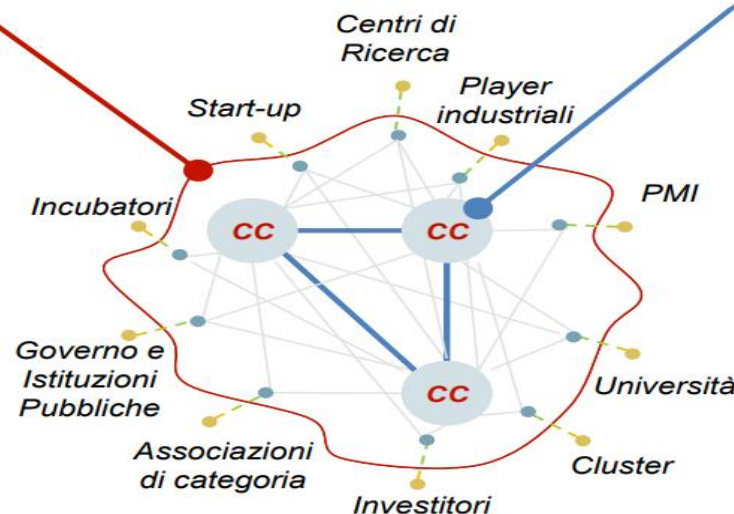 Centri di
Ricerca
Start-up
Player
industriali
Incubatori
PMI
CC
CC
Governo e
Istituzioni
Pubbliche
CC
Università
Associazioni
di categoria
Cluster
Investitori